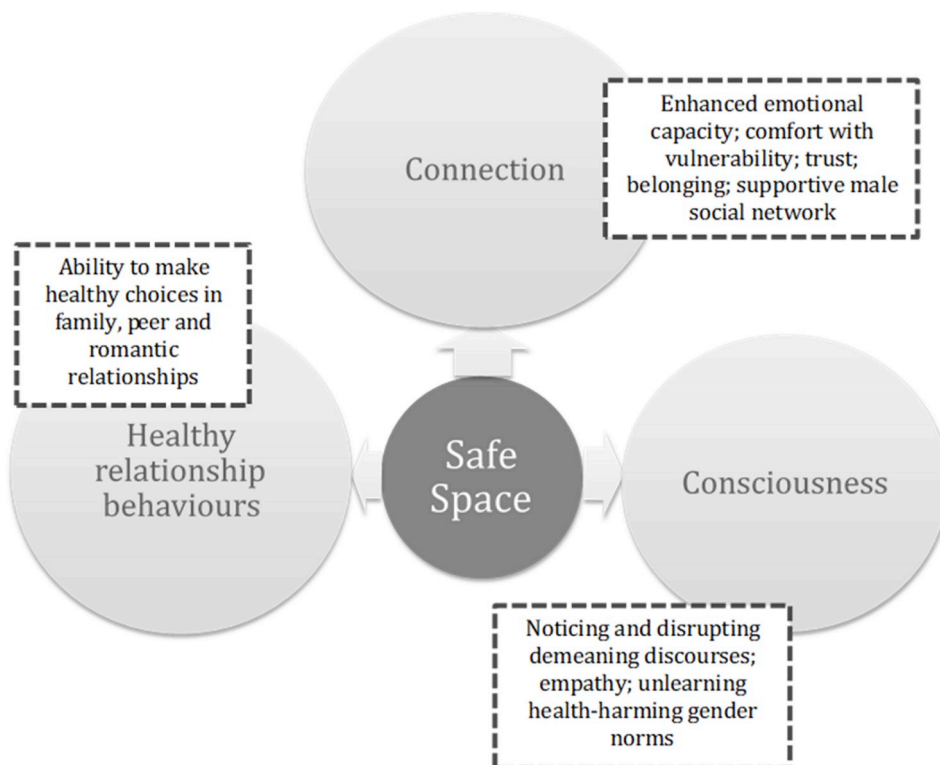 Connection
Enhanced emotional
capacity; comfort with
vulnerability; trust;
belonging; supportive male
social network
Ability to make
healthy choices in
family, peer and
romantic
relationships
Healthy
relationship
behaviours
Safe
Space
Consciousness
Noticing and disrupting
demeaning discourses;
empathy; unlearning
health-harming gender
norms